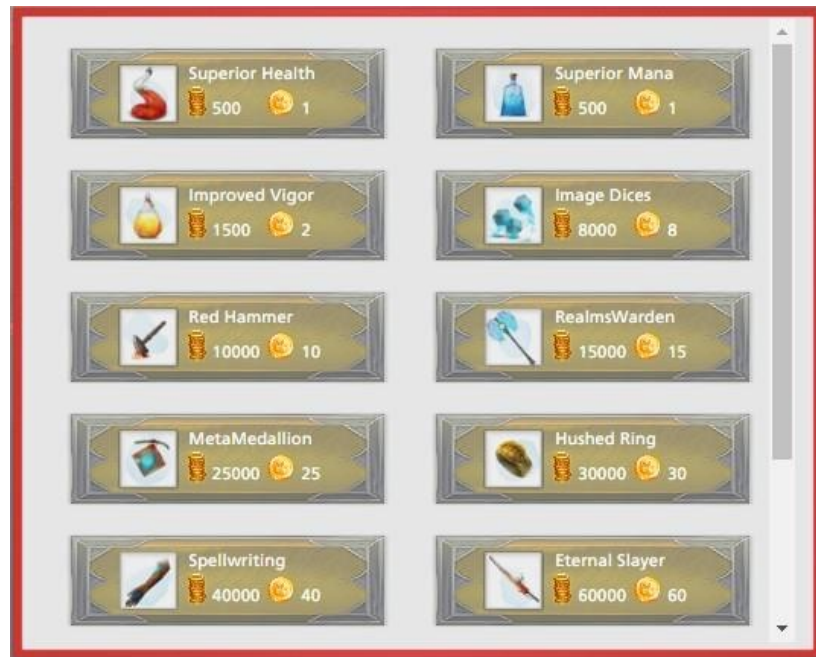 Superior Health
500 1
Superior Mana
500 1
Improved Vigor
1500 2
Image Dices
8000 8
Red Hammer
10000 10
RealmsWarden
15000 15
MetaMedallion
25000 25
Hushed Ring
30000 30
Spellwriting
40000 40
Eternal Slayer
60000 60